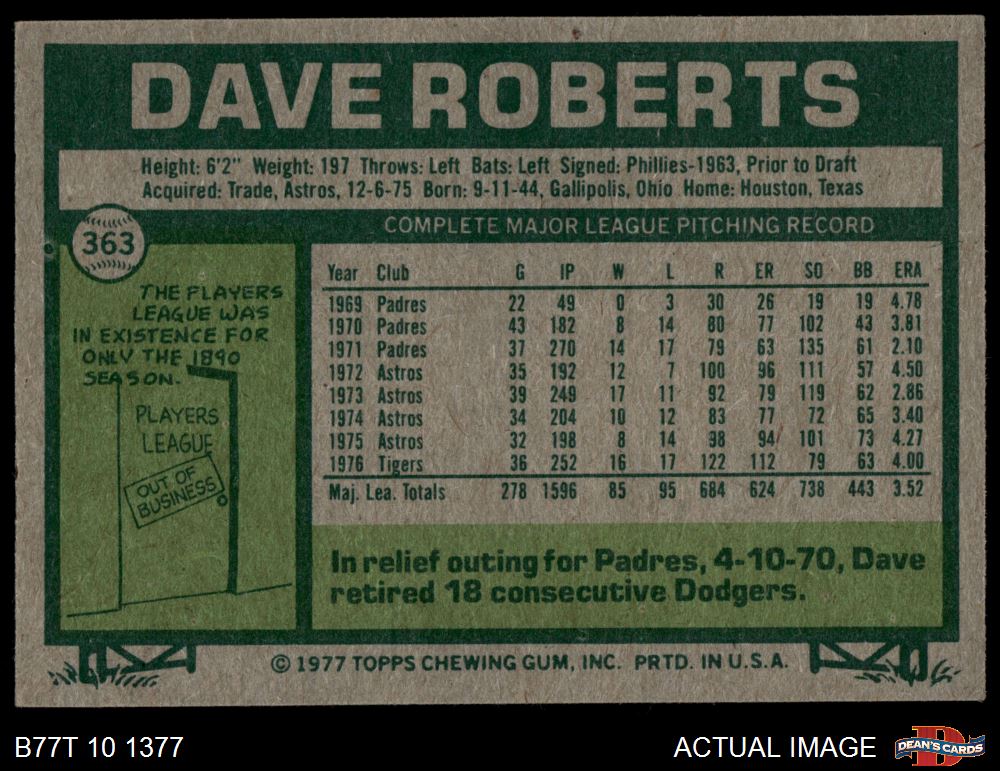 DAVE ROBERTS
Height: 6'2" Weight: 197 Throws: Left Bats: Left Signed: Phillies-1963, Prior to Draft
Acquired: Trade, Astros, 12-6-75 Born: 9-11-44, Gallipolis, Ohio Home: Houston, Texas
363
COMPLETE MAJOR LEAGUE PITCHING RECORD
THE PLAYERS
LEAGUE WAS
IN EXISTENCE FOR
ONLY THE 1890
SEASON.
PLAYERS
LEAGUE
OUT OF
BUSINESS
Year Club G IP W L R ER SO BB ERA
1969 Padres 22 49 0 3 30 26 19 19 4.78
1970 Padres 43 182 8 14 80 77 102 43 3.81
1971 Padres 37 270 14 17 79 63 135 61 2.10
1972 Astros 35 192 12 7 100 96 111 57 4.50
1973 Astros 39 249 17 11 92 79 119 62 2.86
1974 Astros 34 204 10 12 83 77 72 65 3.40
1975 Astros 32 198 8 14 98 94 101 73 4.27
1976 Tigers 36 252 16 17 122 112 79 63 4.00
Maj. Lea. Totals 278 1596 85 95 684 624 738 443 3.52
In relief outing for Padres, 4-10-70, Dave
retired 18 consecutive Dodgers.
© 1977 TOPPS CHEWING GUM, INC. PRTD. IN U.S.A.
B77T 10 1377
ACTUAL IMAGE
D
DEAN'S CARDS